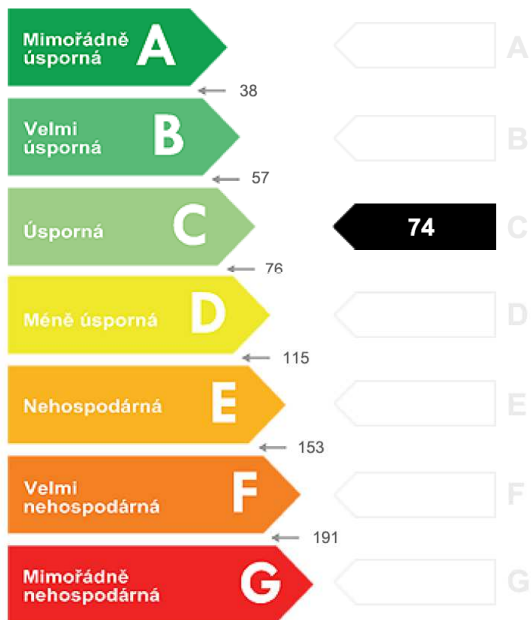 Mimořádně
úsporná
A
A
38
Velmi
úsporná
B
B
57
Úsporná
C
74
C
76
Méně úsporná
D
D
115
Nehospodárná
E
E
153
Velmi
nehospodárná
F
F
191
Mimořádně
nehospodárná
G
G